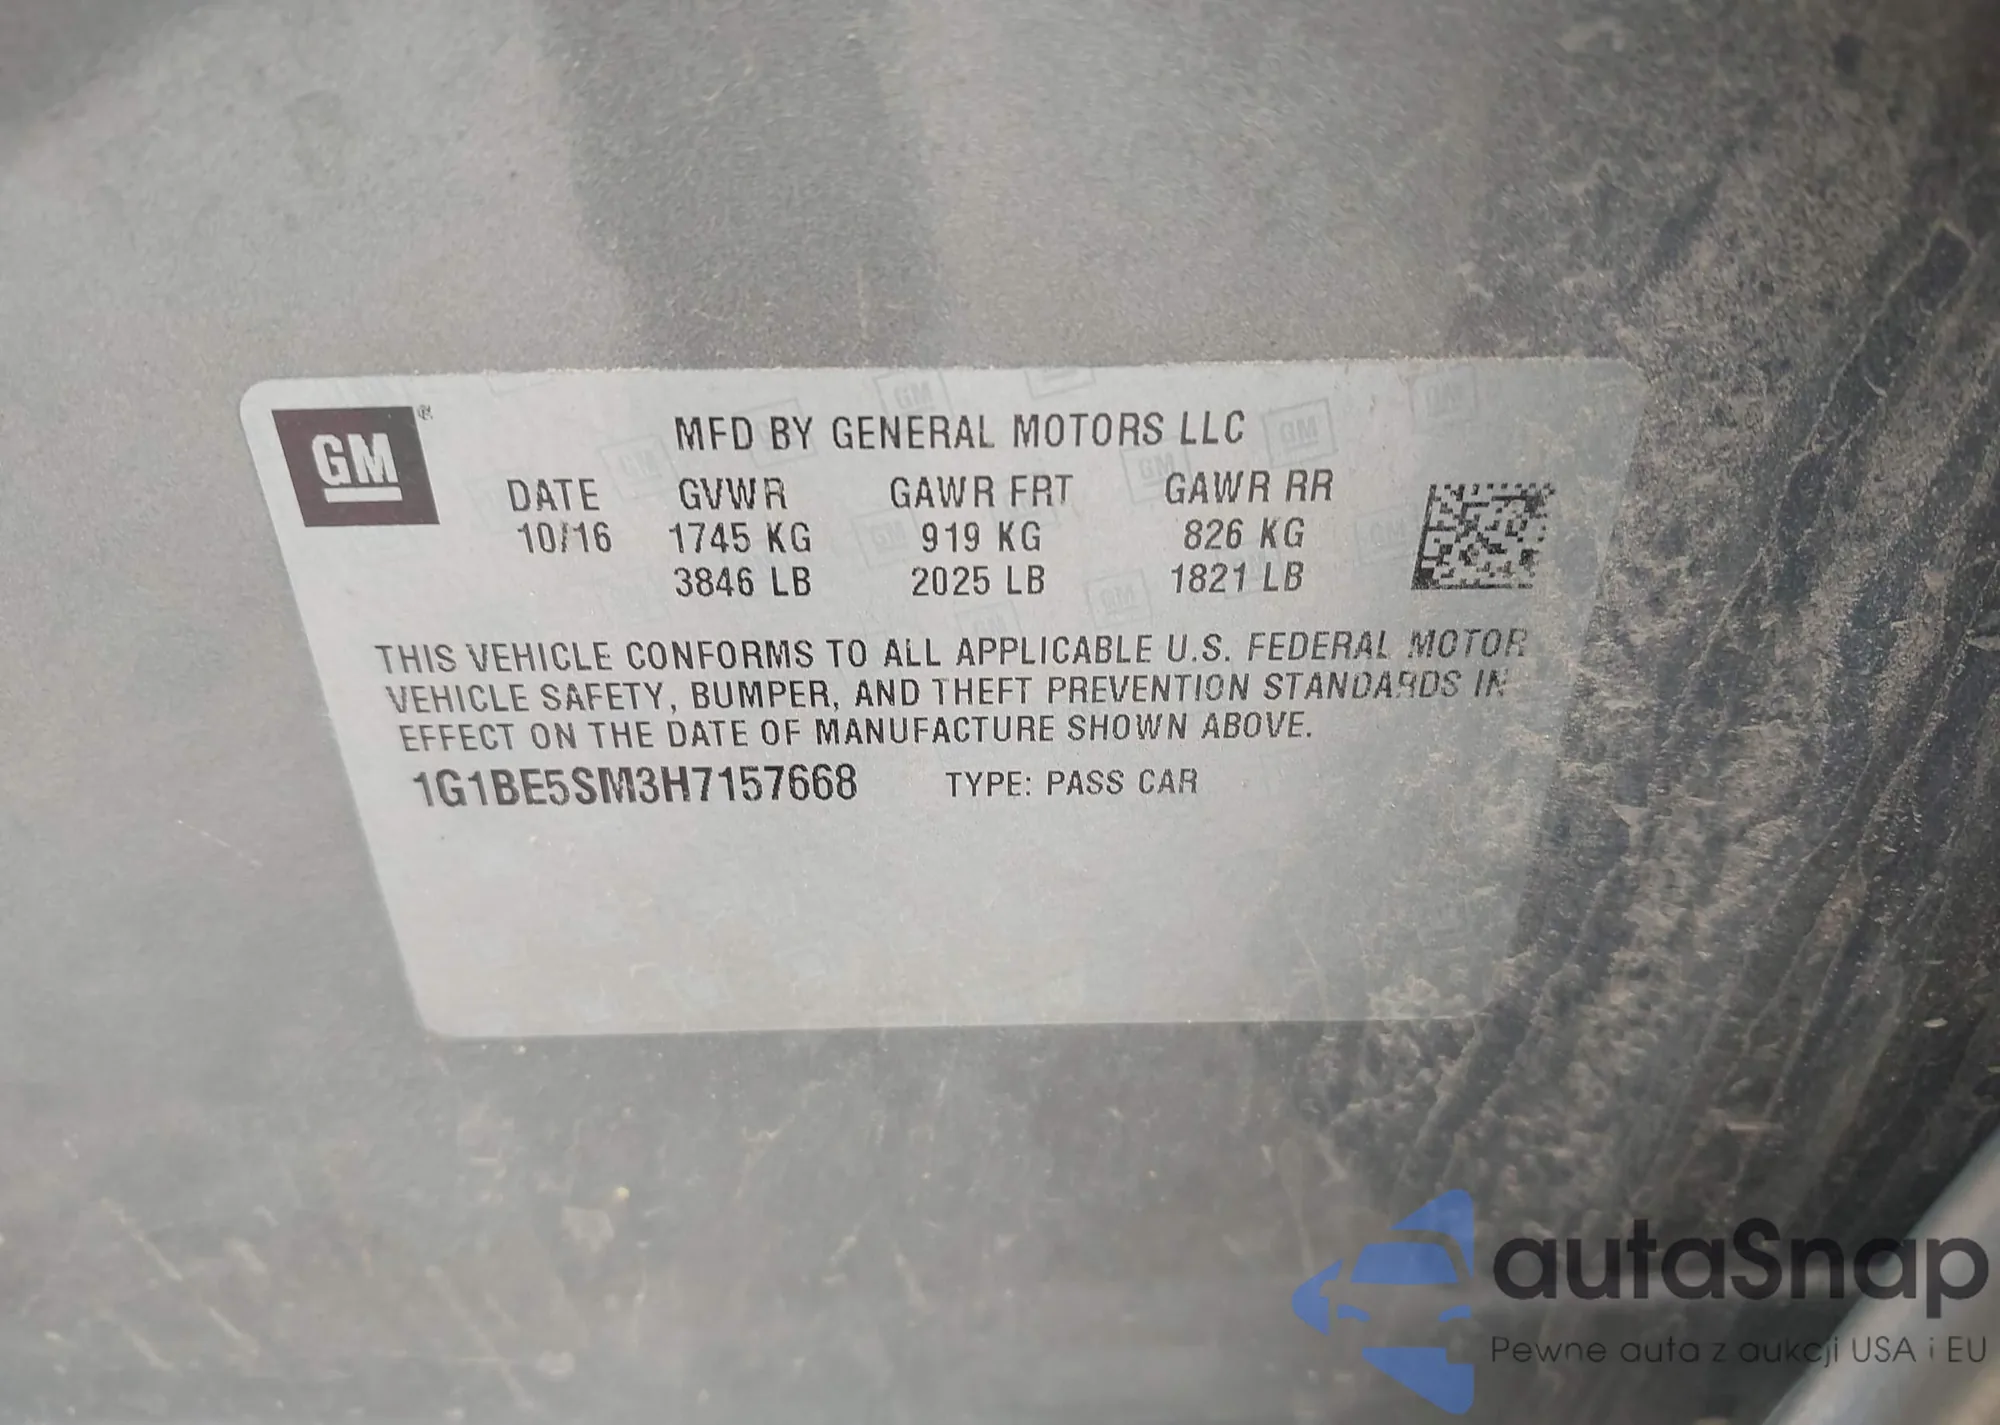 GM®
MFD BY GENERAL MOTORS LLC
DATE GVWR GAWR FRT GAWR RR
10/16 1745 KG 919 KG 826 KG
3846 LB 2025 LB 1821 LB
THIS VEHICLE CONFORMS TO ALL APPLICABLE U.S. FEDERAL MOTOR
VEHICLE SAFETY, BUMPER, AND THEFT PREVENTION STANDARDS IN
EFFECT ON THE DATE OF MANUFACTURE SHOWN ABOVE.
1G1BE5SM3H7157668 TYPE: PASS CAR
autaSnap
Pewne auta z aukcji USA i EU